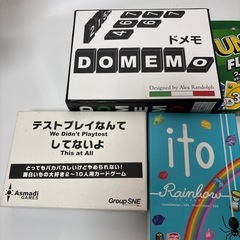 ドメモ
DOMEMO
Designed by Alex Randolph
DOMEMO
UN
FL
テストプレイなんて
We Didn't Playtest
してないよ
This at All
とってもバカバカしいけどやめられない!
面白いもの大好き2~10人用カードゲーム
Asmadi
GAMES
Group SNE
ito
Rainbow